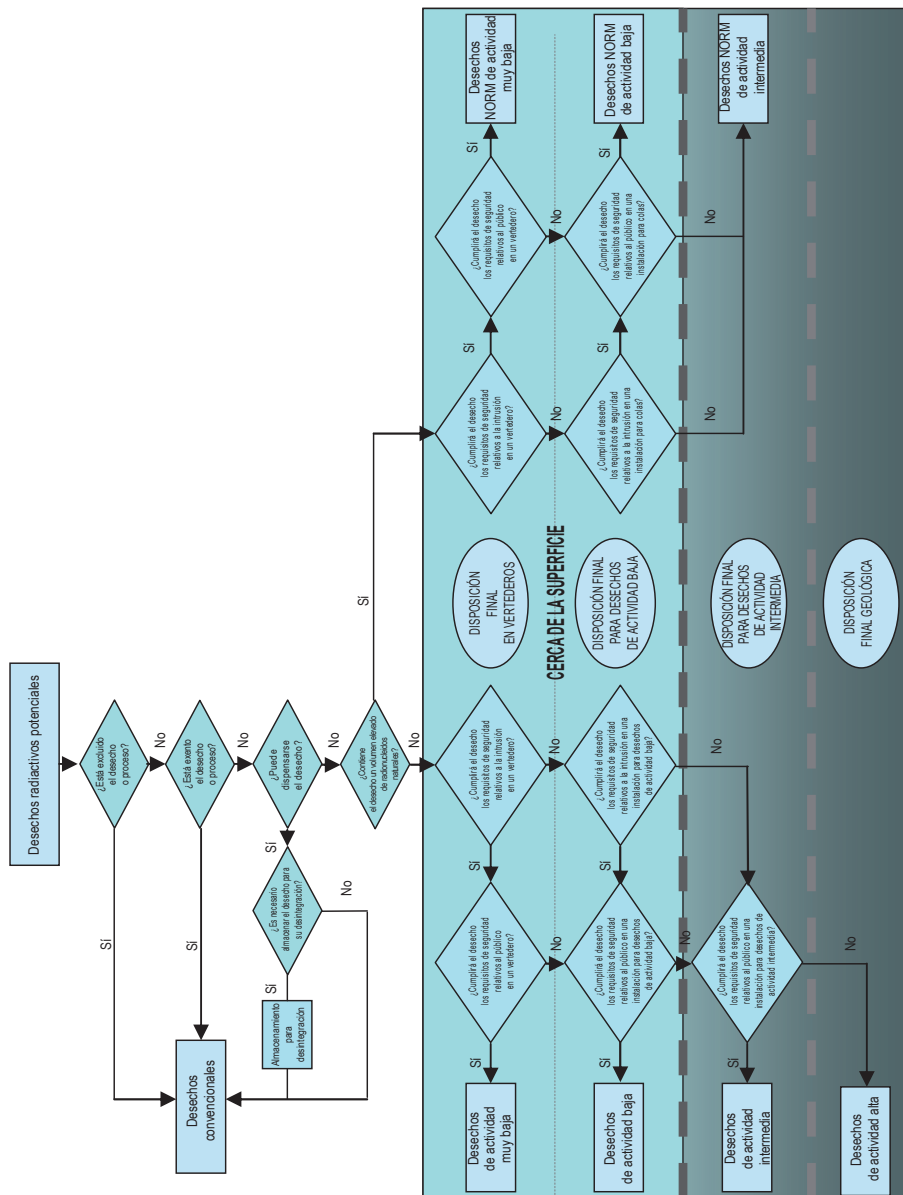 Desechos radiactivos potenciales
¿Está excluido
el desecho
o proceso?
Sí
No
¿Está exento
el desecho
o proceso?
Sí
No
¿Puede
dispensarse
el desecho?
Sí
No
¿Es necesario
almacenar el desecho para
su desintegración?
Sí
No
Almacenamiento
para
desintegración
Desechos
convencionales
¿Contiene
el desecho un volumen elevado
de radionucleidos
naturales?
Sí
No
¿Cumplirá el desecho
los requisitos de seguridad
relativos al público
en un vertedero?
Sí
No
Desechos
de actividad
muy baja
¿Cumplirá el desecho
los requisitos de seguridad
relativos a la intrusión
en un vertedero?
Sí
No
DISPOSICIÓN
FINAL
EN VERTEDEROS
¿Cumplirá el desecho
los requisitos de seguridad
relativos a la intrusión
en un vertedero?
Sí
No
¿Cumplirá el desecho
los requisitos de seguridad
relativos al público
en un vertedero?
Sí
No
Desechos
NORM de actividad
muy baja
CERCA DE LA SUPERFICIE
Desechos
de actividad baja
Sí
¿Cumplirá el desecho
los requisitos de seguridad
relativos al público en una
instalación para desechos
de actividad baja?
No
Sí
¿Cumplirá el desecho
los requisitos de seguridad
relativos a la intrusión en una
instalación para desechos
de actividad baja?
No
DISPOSICIÓN FINAL
PARA DESECHOS
DE ACTIVIDAD BAJA
¿Cumplirá el desecho
los requisitos de seguridad
relativos a la intrusión en una
instalación para colas?
Sí
No
¿Cumplirá el desecho
los requisitos de seguridad
relativos al público en una
instalación para colas?
Sí
No
Desechos NORM
de actividad baja
Desechos
de actividad
intermedia
Sí
¿Cumplirá el desecho
los requisitos de seguridad
relativos al público en una
instalación para desechos de
actividad intermedia?
No
DISPOSICIÓN FINAL
PARA DESECHOS
DE ACTIVIDAD
INTERMEDIA
Desechos NORM
de actividad
intermedia
Desechos
de actividad alta
DISPOSICIÓN
FINAL GEOLÓGICA